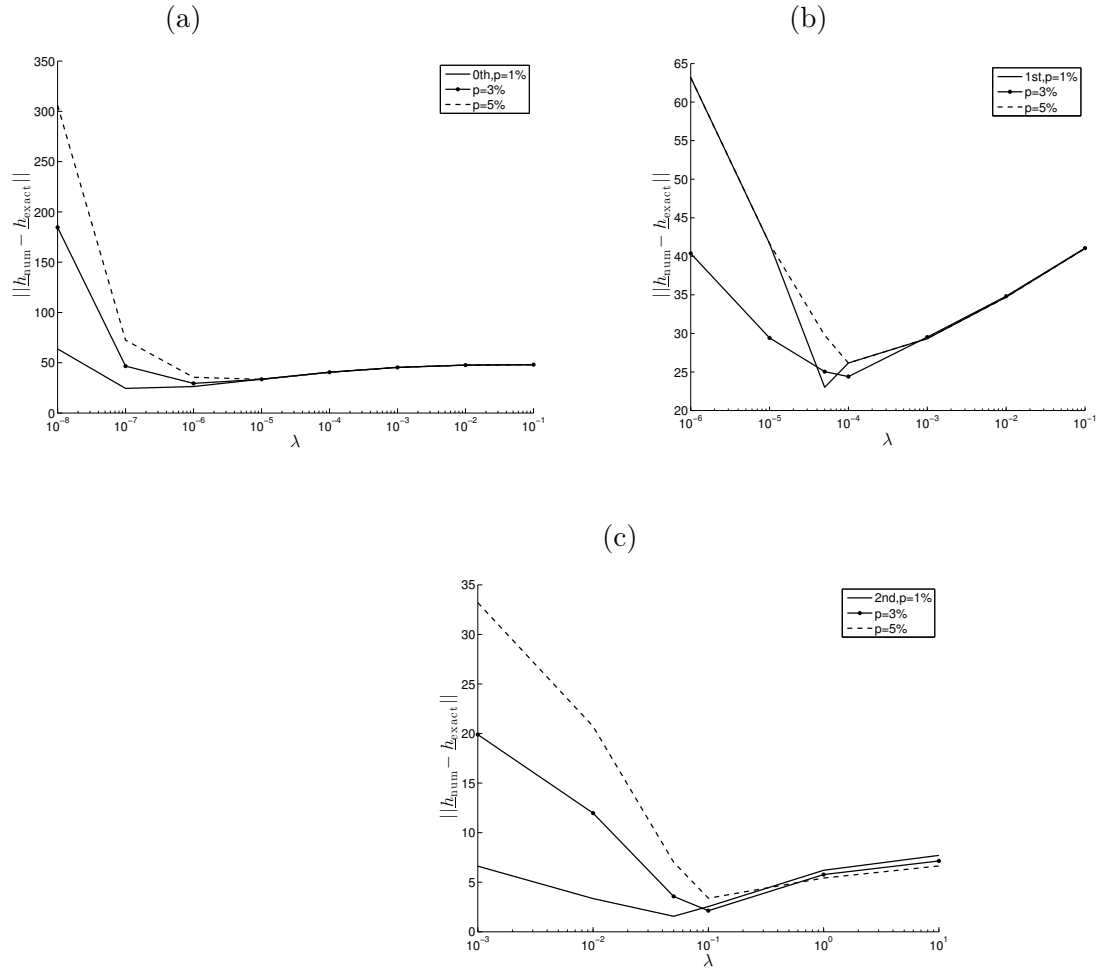 (a)
350
300
250
200
150
100
50
0
||h_num − h_exact||
10^-8 10^-7 10^-6 10^-5 10^-4 10^-3 10^-2 10^-1
λ
0th,p=1%
p=3%
p=5%
(b)
65
60
55
50
45
40
35
30
25
20
||h_num − h_exact||
10^-6 10^-5 10^-4 10^-3 10^-2 10^-1
λ
1st,p=1%
p=3%
p=5%
(c)
35
30
25
20
15
10
5
0
||h_num − h_exact||
10^-3 10^-2 10^-1 10^0 10^1
λ
2nd,p=1%
p=3%
p=5%